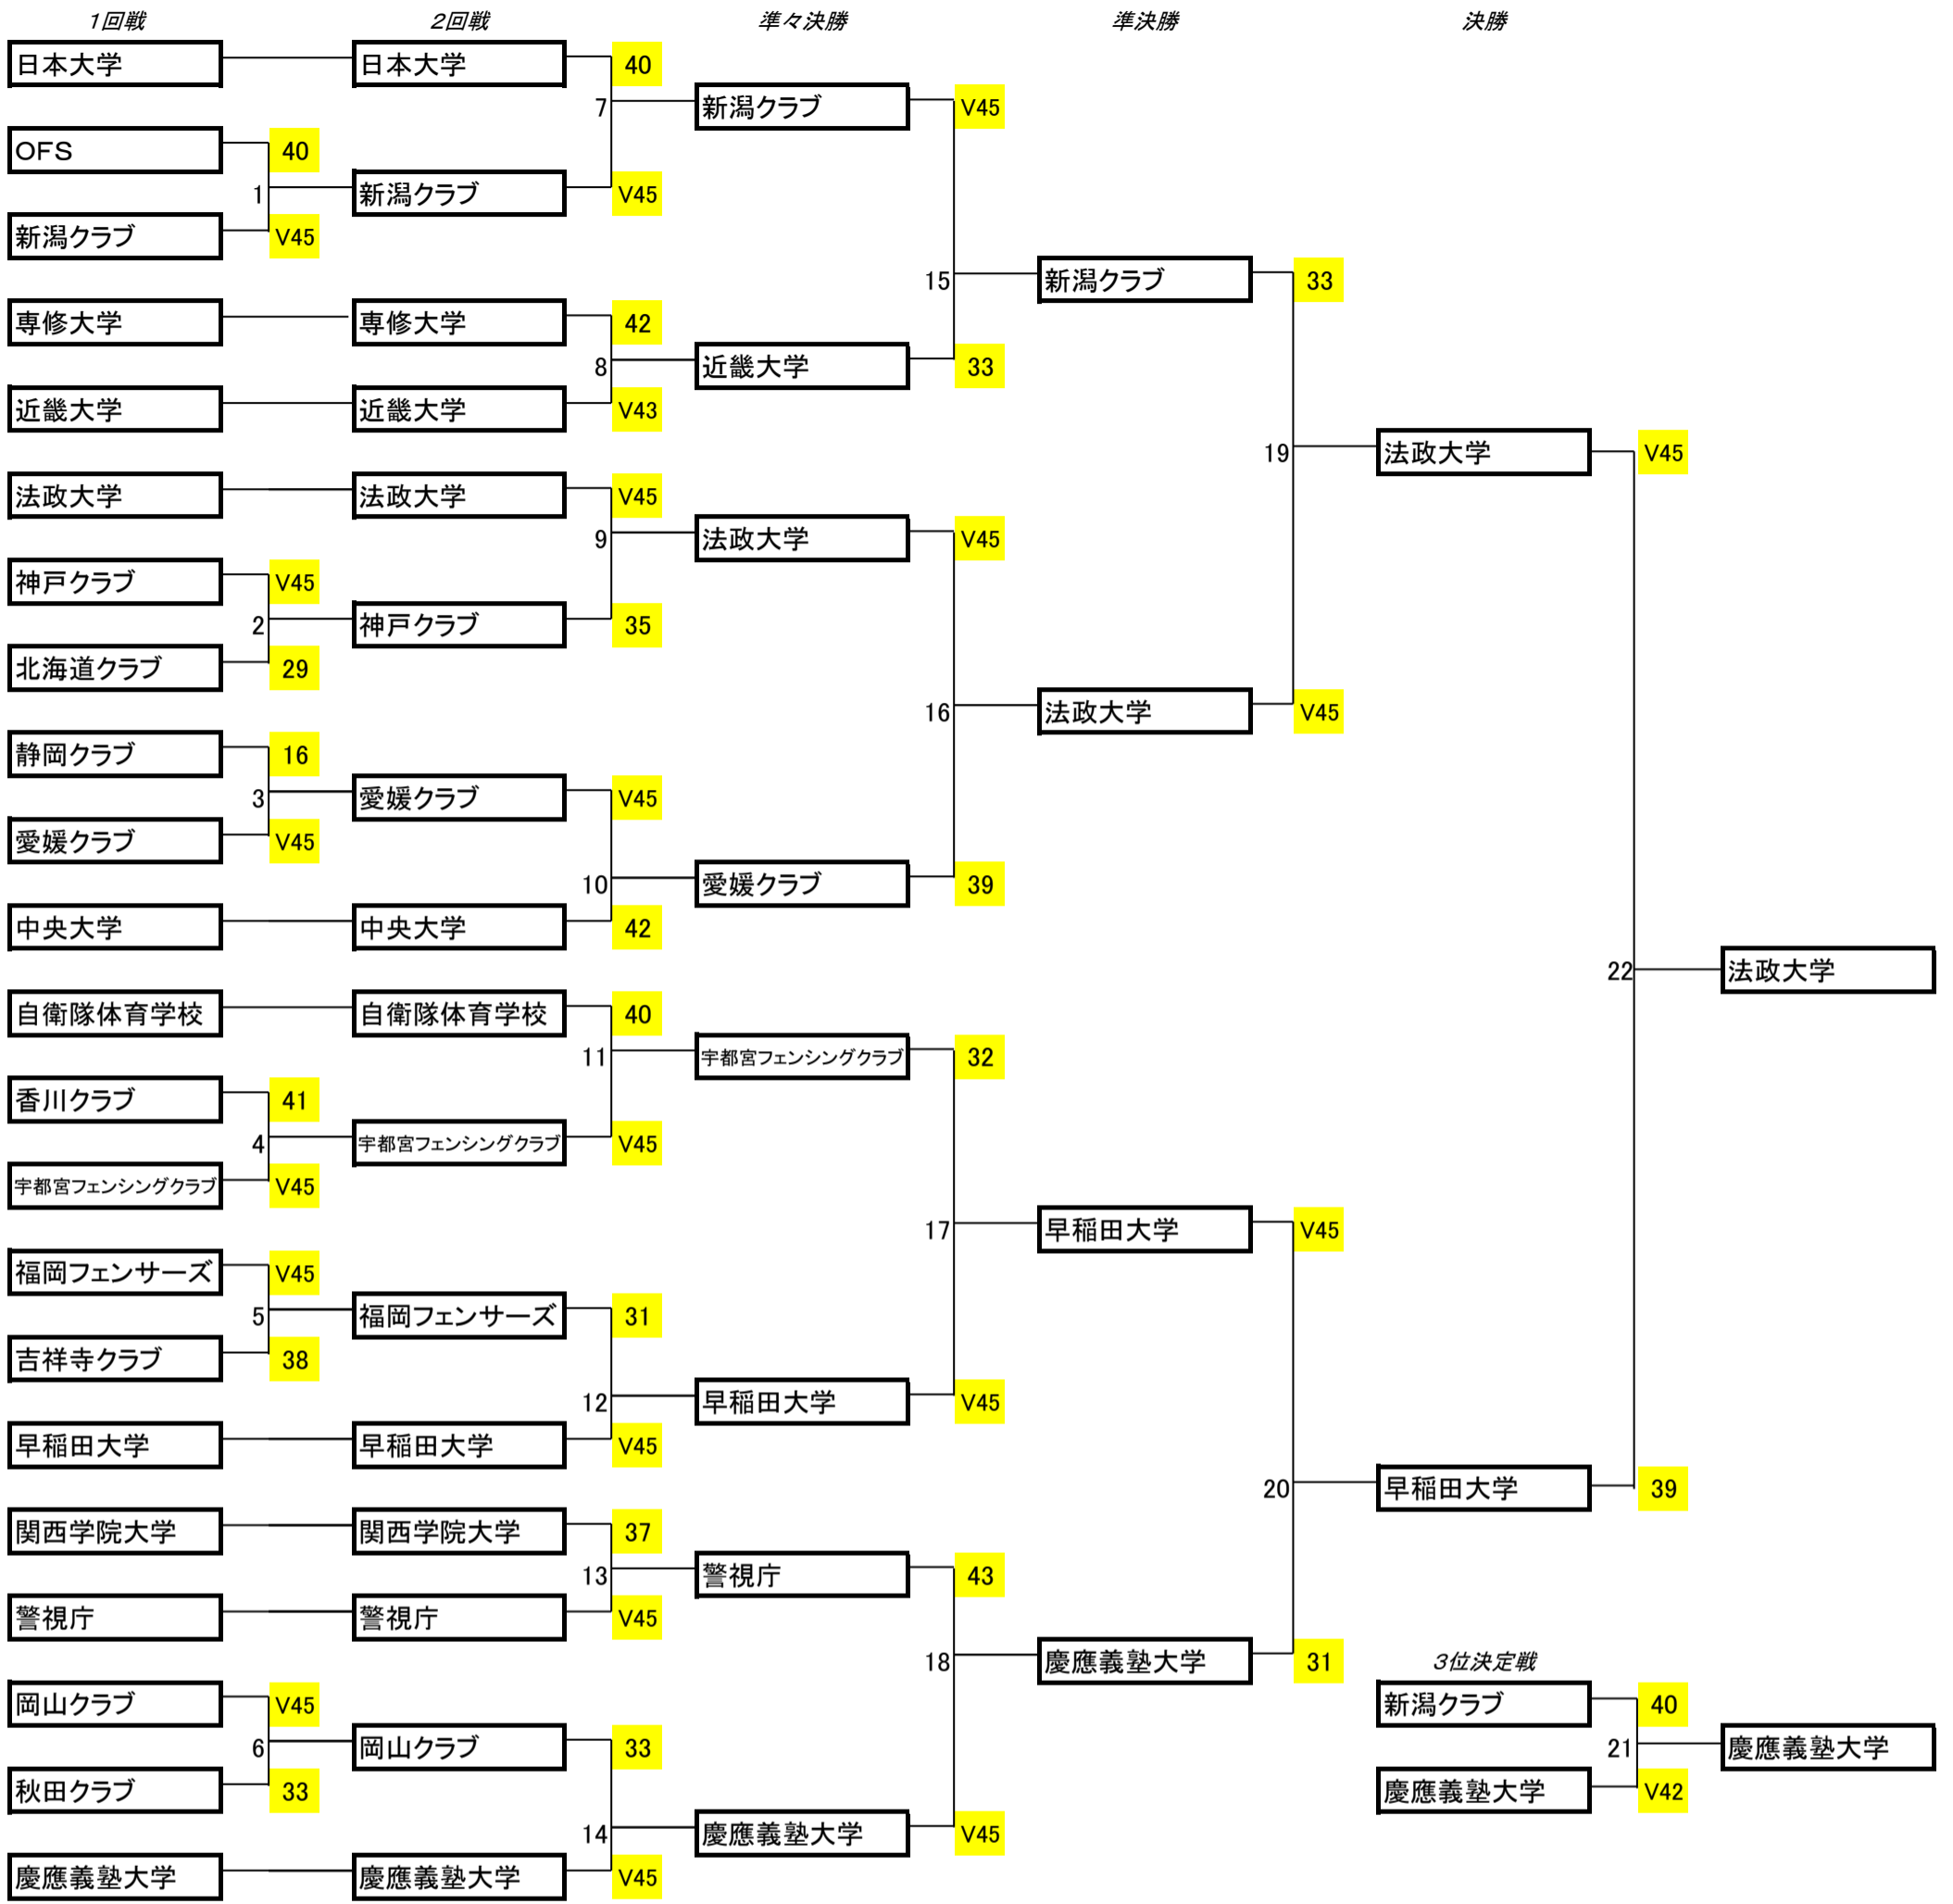 1回戦
2回戦
準々決勝
準決勝
決勝
日本大学
日本大学
40
新潟クラブ
V45
7
OFS
40
1
新潟クラブ
V45
新潟クラブ
V45
新潟クラブ
33
15
専修大学
専修大学
42
8
近畿大学
33
近畿大学
近畿大学
V43
法政大学
V45
19
法政大学
法政大学
V45
9
法政大学
V45
神戸クラブ
V45
2
神戸クラブ
35
北海道クラブ
29
16
法政大学
V45
静岡クラブ
16
3
愛媛クラブ
V45
愛媛クラブ
V45
10
愛媛クラブ
39
中央大学
中央大学
42
22
法政大学
自衛隊体育学校
自衛隊体育学校
40
11
宇都宮フェンシングクラブ
32
香川クラブ
41
4
宇都宮フェンシングクラブ
V45
宇都宮フェンシングクラブ
V45
17
早稲田大学
V45
福岡フェンサーズ
V45
5
福岡フェンサーズ
31
吉祥寺クラブ
38
12
早稲田大学
V45
早稲田大学
早稲田大学
V45
20
早稲田大学
39
関西学院大学
関西学院大学
37
13
警視庁
43
警視庁
警視庁
V45
18
慶應義塾大学
31
3位決定戦
岡山クラブ
V45
6
岡山クラブ
33
新潟クラブ
40
21
慶應義塾大学
秋田クラブ
33
慶應義塾大学
V42
14
慶應義塾大学
V45
慶應義塾大学
慶應義塾大学
V45